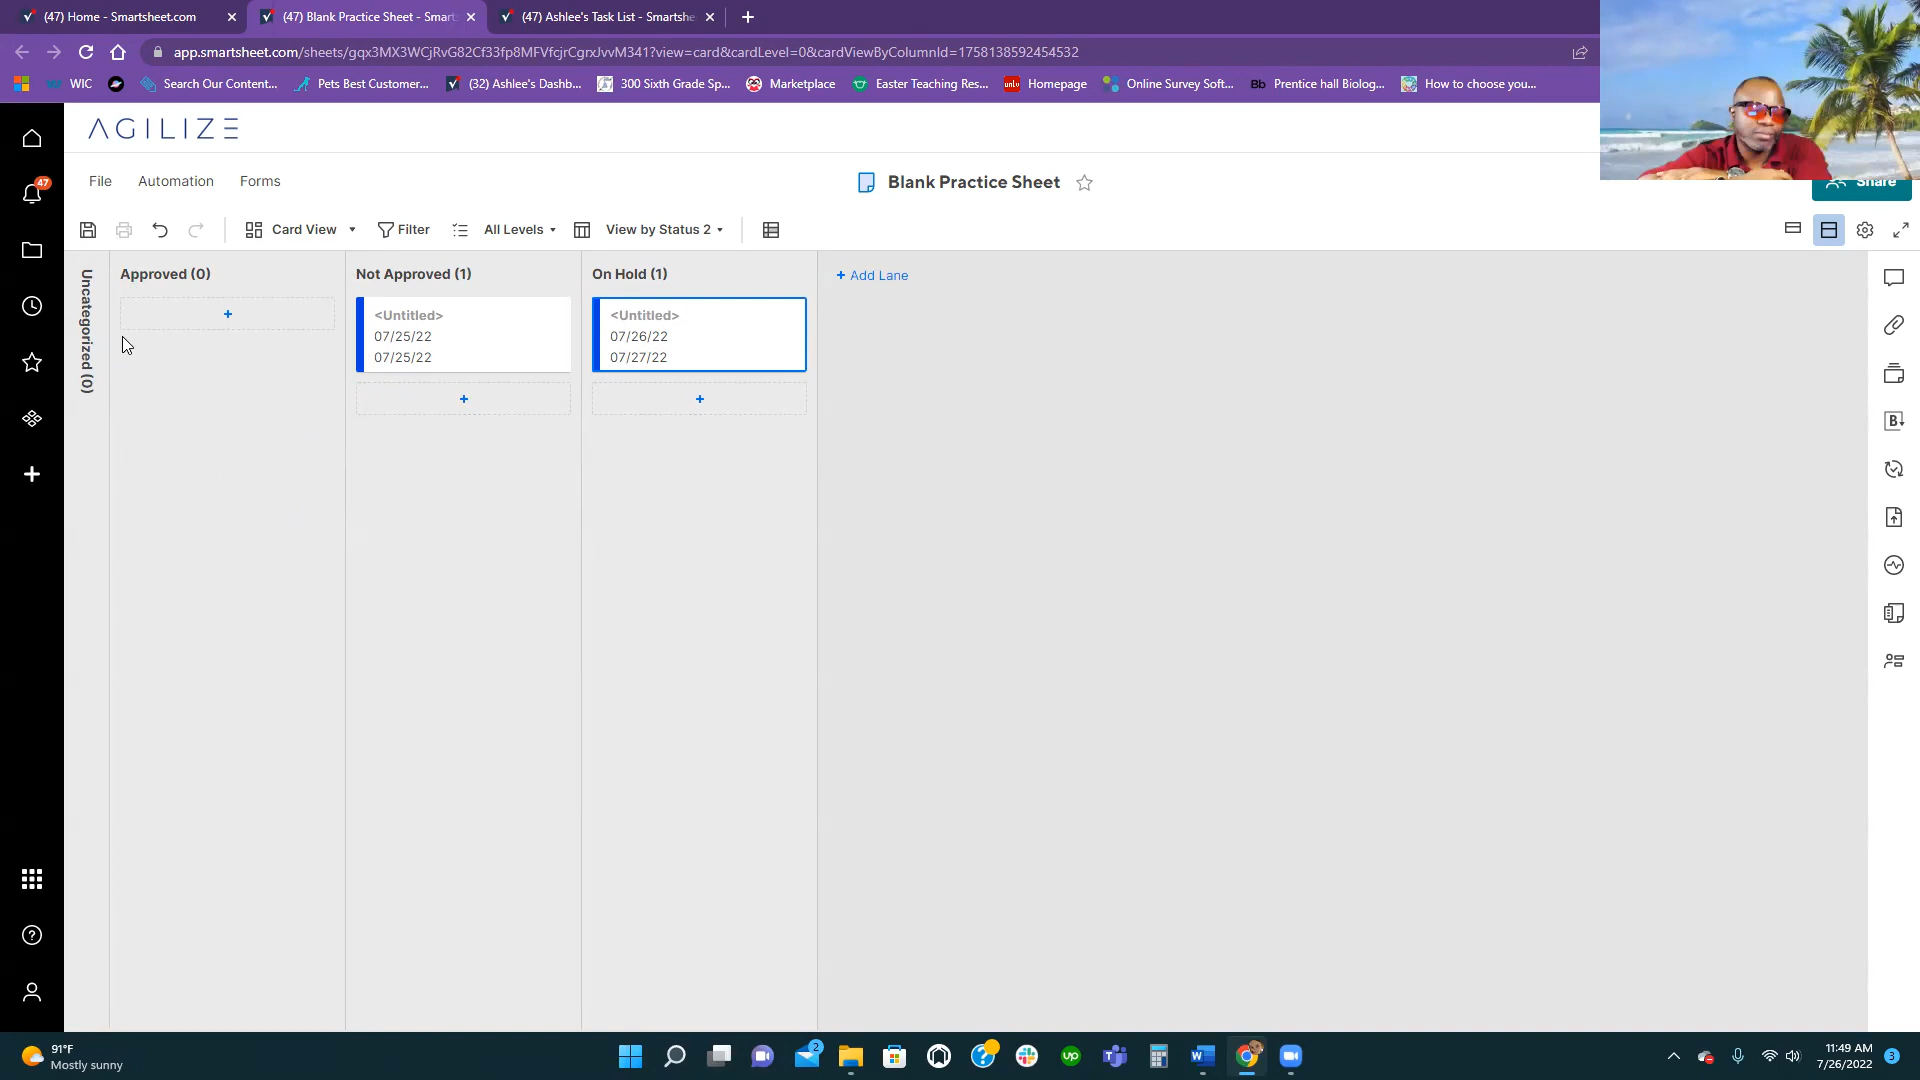 (47) Home - Smartsheet.com
(47) Blank Practice Sheet - Smart
(47) Ashlee's Task List - Smartshe
app.smartsheet.com/sheets/gqx3MX3WCjRvG82Cf33fp8MFVfcjrCgrxJvvM341?view=card&cardLevel=0&cardViewByColumnId=1758138592454532
WIC
Search Our Content...
Pets Best Customer...
(32) Ashlee's Dashb...
300 Sixth Grade Sp...
Marketplace
Easter Teaching Res...
unlv
Homepage
Online Survey Soft...
Bb
Prentice hall Biolog...
How to choose you...
AGILIZE
47
File
Automation
Forms
Blank Practice Sheet
Share
Card View
Filter
All Levels
View by Status 2
Uncategorized (0)
Approved (0)
Not Approved (1)
On Hold (1)
+ Add Lane
+
<Untitled>
07/25/22
07/25/22
+
<Untitled>
07/26/22
07/27/22
+
91°F
Mostly sunny
2
up
W
11:49 AM
7/26/2022
3